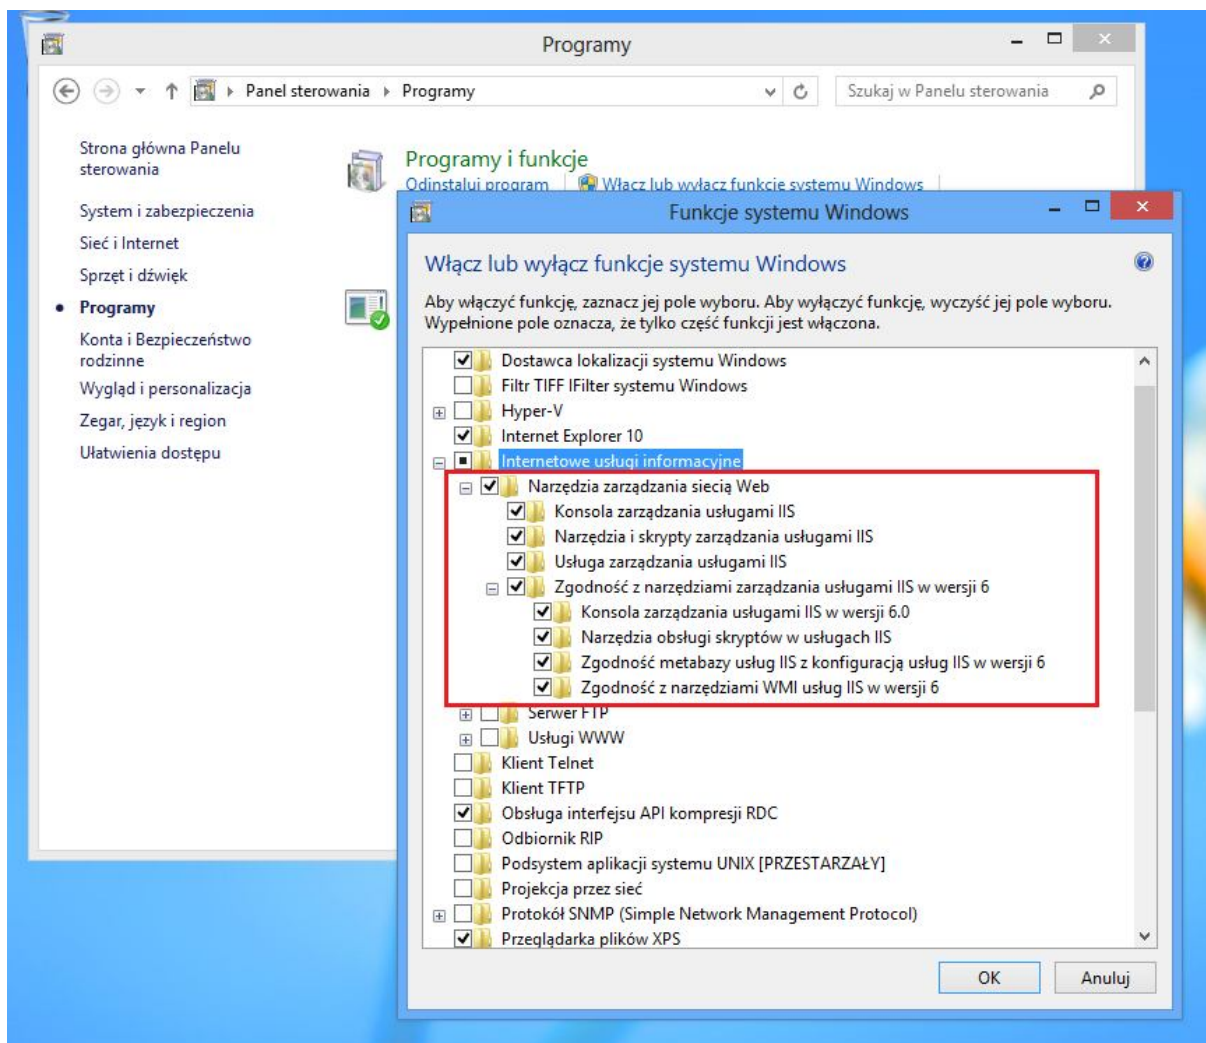 Programy
Panel sterowania
Programy
Szukaj w Panelu sterowania
Strona główna Panelu
sterowania
System i zabezpieczenia
Sieć i Internet
Sprzęt i dźwięk
Programy
Konta i Bezpieczeństwo
rodzinne
Wygląd i personalizacja
Zegar, język i region
Ułatwienia dostępu
Programy i funkcje
Odinstaluj program
Włącz lub wyłącz funkcje systemu Windows
Funkcje systemu Windows
Włącz lub wyłącz funkcje systemu Windows
Aby włączyć funkcję, zaznacz jej pole wyboru. Aby wyłączyć funkcję, wyczyść jej pole wyboru.
Wypełnione pole oznacza, że tylko część funkcji jest włączona.
Dostawca lokalizacji systemu Windows
Filtr TIFF IFilter systemu Windows
Hyper-V
Internet Explorer 10
Internetowe usługi informacyjne
Narzędzia zarządzania siecią Web
Konsola zarządzania usługami IIS
Narzędzia i skrypty zarządzania usługami IIS
Usługa zarządzania usługami IIS
Zgodność z narzędziami zarządzania usługami IIS w wersji 6
Konsola zarządzania usługami IIS w wersji 6.0
Narzędzia obsługi skryptów w usługach IIS
Zgodność metabazy usług IIS z konfiguracją usług IIS w wersji 6
Zgodność z narzędziami WMI usług IIS w wersji 6
Serwer FTP
Usługi WWW
Klient Telnet
Klient TFTP
Obsługa interfejsu API kompresji RDC
Odbiornik RIP
Podsystem aplikacji systemu UNIX [PRZESTARZAŁY]
Projekcja przez sieć
Protokół SNMP (Simple Network Management Protocol)
Przeglądarka plików XPS
OK
Anuluj